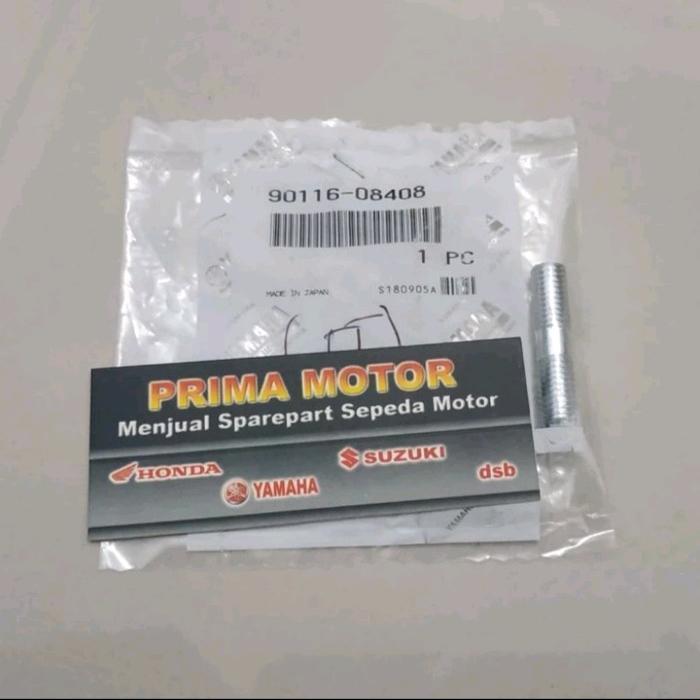 90116-08408
1 PC
MADE IN JAPAN
S180905A
PRIMA MOTOR
Menjual Sparepart Sepeda Motor
HONDA
SUZUKI
YAMAHA
dsb